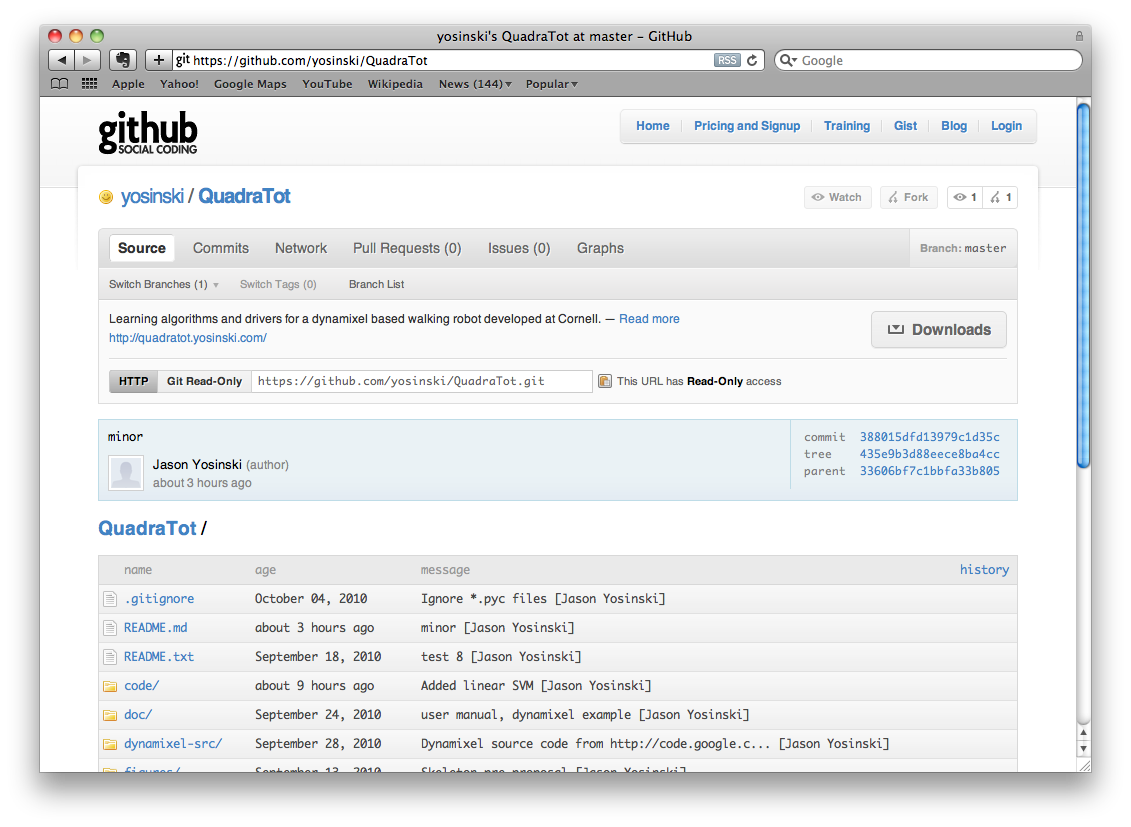 yosinski's QuadraTot at master – GitHub
git https://github.com/yosinski/QuadraTot RSS Google
Apple Yahoo! Google Maps YouTube Wikipedia News (144) Popular
github
SOCIAL CODING
Home Pricing and Signup Training Gist Blog Login
yosinski / QuadraTot Watch Fork 1 1
Source Commits Network Pull Requests (0) Issues (0) Graphs Branch: master
Switch Branches (1) Switch Tags (0) Branch List
Learning algorithms and drivers for a dynamixel based walking robot developed at Cornell. — Read more
http://quadratot.yosinski.com/
Downloads
HTTP Git Read-Only https://github.com/yosinski/QuadraTot.git This URL has Read-Only access
minor
Jason Yosinski (author)
about 3 hours ago
commit 388015dfd13979c1d35c
tree 435e9b3d88eece8ba4cc
parent 33606bf7c1bbfa33b805
QuadraTot /
name age message history
.gitignore October 04, 2010 Ignore *.pyc files [Jason Yosinski]
README.md about 3 hours ago minor [Jason Yosinski]
README.txt September 18, 2010 test 8 [Jason Yosinski]
code/ about 9 hours ago Added linear SVM [Jason Yosinski]
doc/ September 24, 2010 user manual, dynamixel example [Jason Yosinski]
dynamixel-src/ September 28, 2010 Dynamixel source code from http://code.google.c... [Jason Yosinski]
figures/ September 13, 2010 [Jason Yosinski]